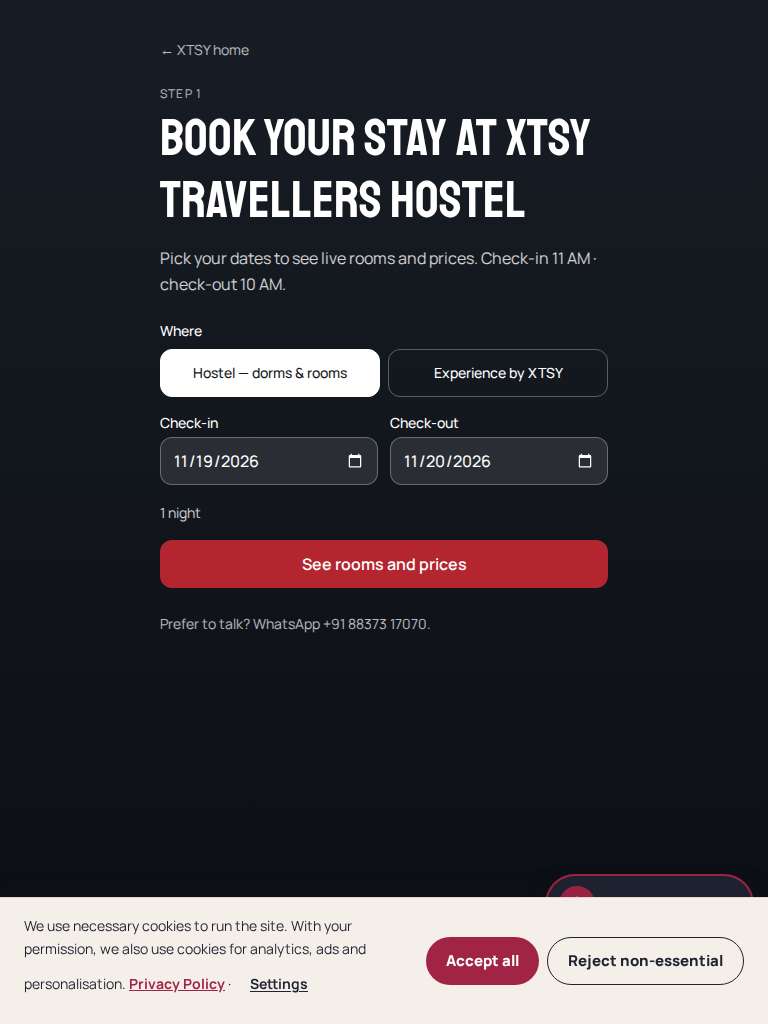 ← XTSY home
STEP 1
BOOK YOUR STAY AT XTSY
TRAVELLERS HOSTEL
Pick your dates to see live rooms and prices. Check-in 11 AM ·
check-out 10 AM.
Where
Hostel — dorms & rooms
Experience by XTSY
Check-in
Check-out
11/19/2026
11/20/2026
1 night
See rooms and prices
Prefer to talk? WhatsApp +91 88373 17070.
We use necessary cookies to run the site. With your
permission, we also use cookies for analytics, ads and
personalisation. Privacy Policy · Settings
Accept all
Reject non-essential